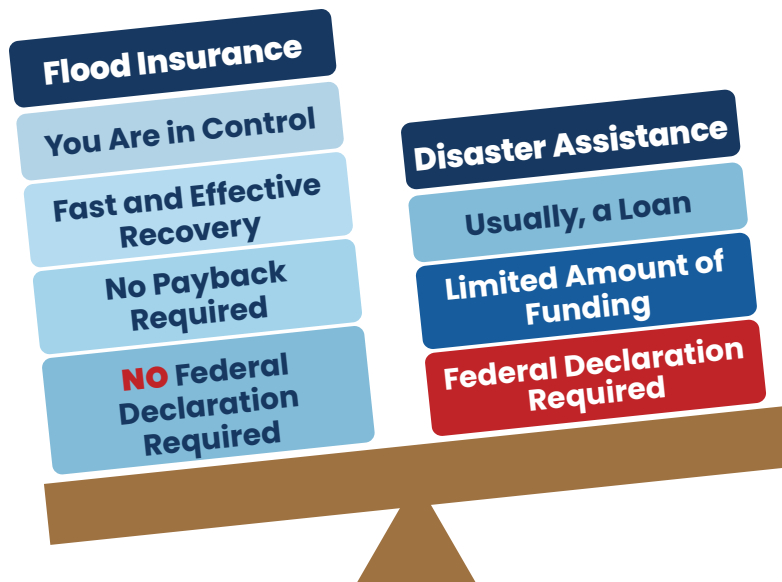 Flood Insurance
You Are in Control
Fast and Effective
Recovery
No Payback
Required
NO Federal
Declaration
Required
Disaster Assistance
Usually, a Loan
Limited Amount of
Funding
Federal Declaration
Required